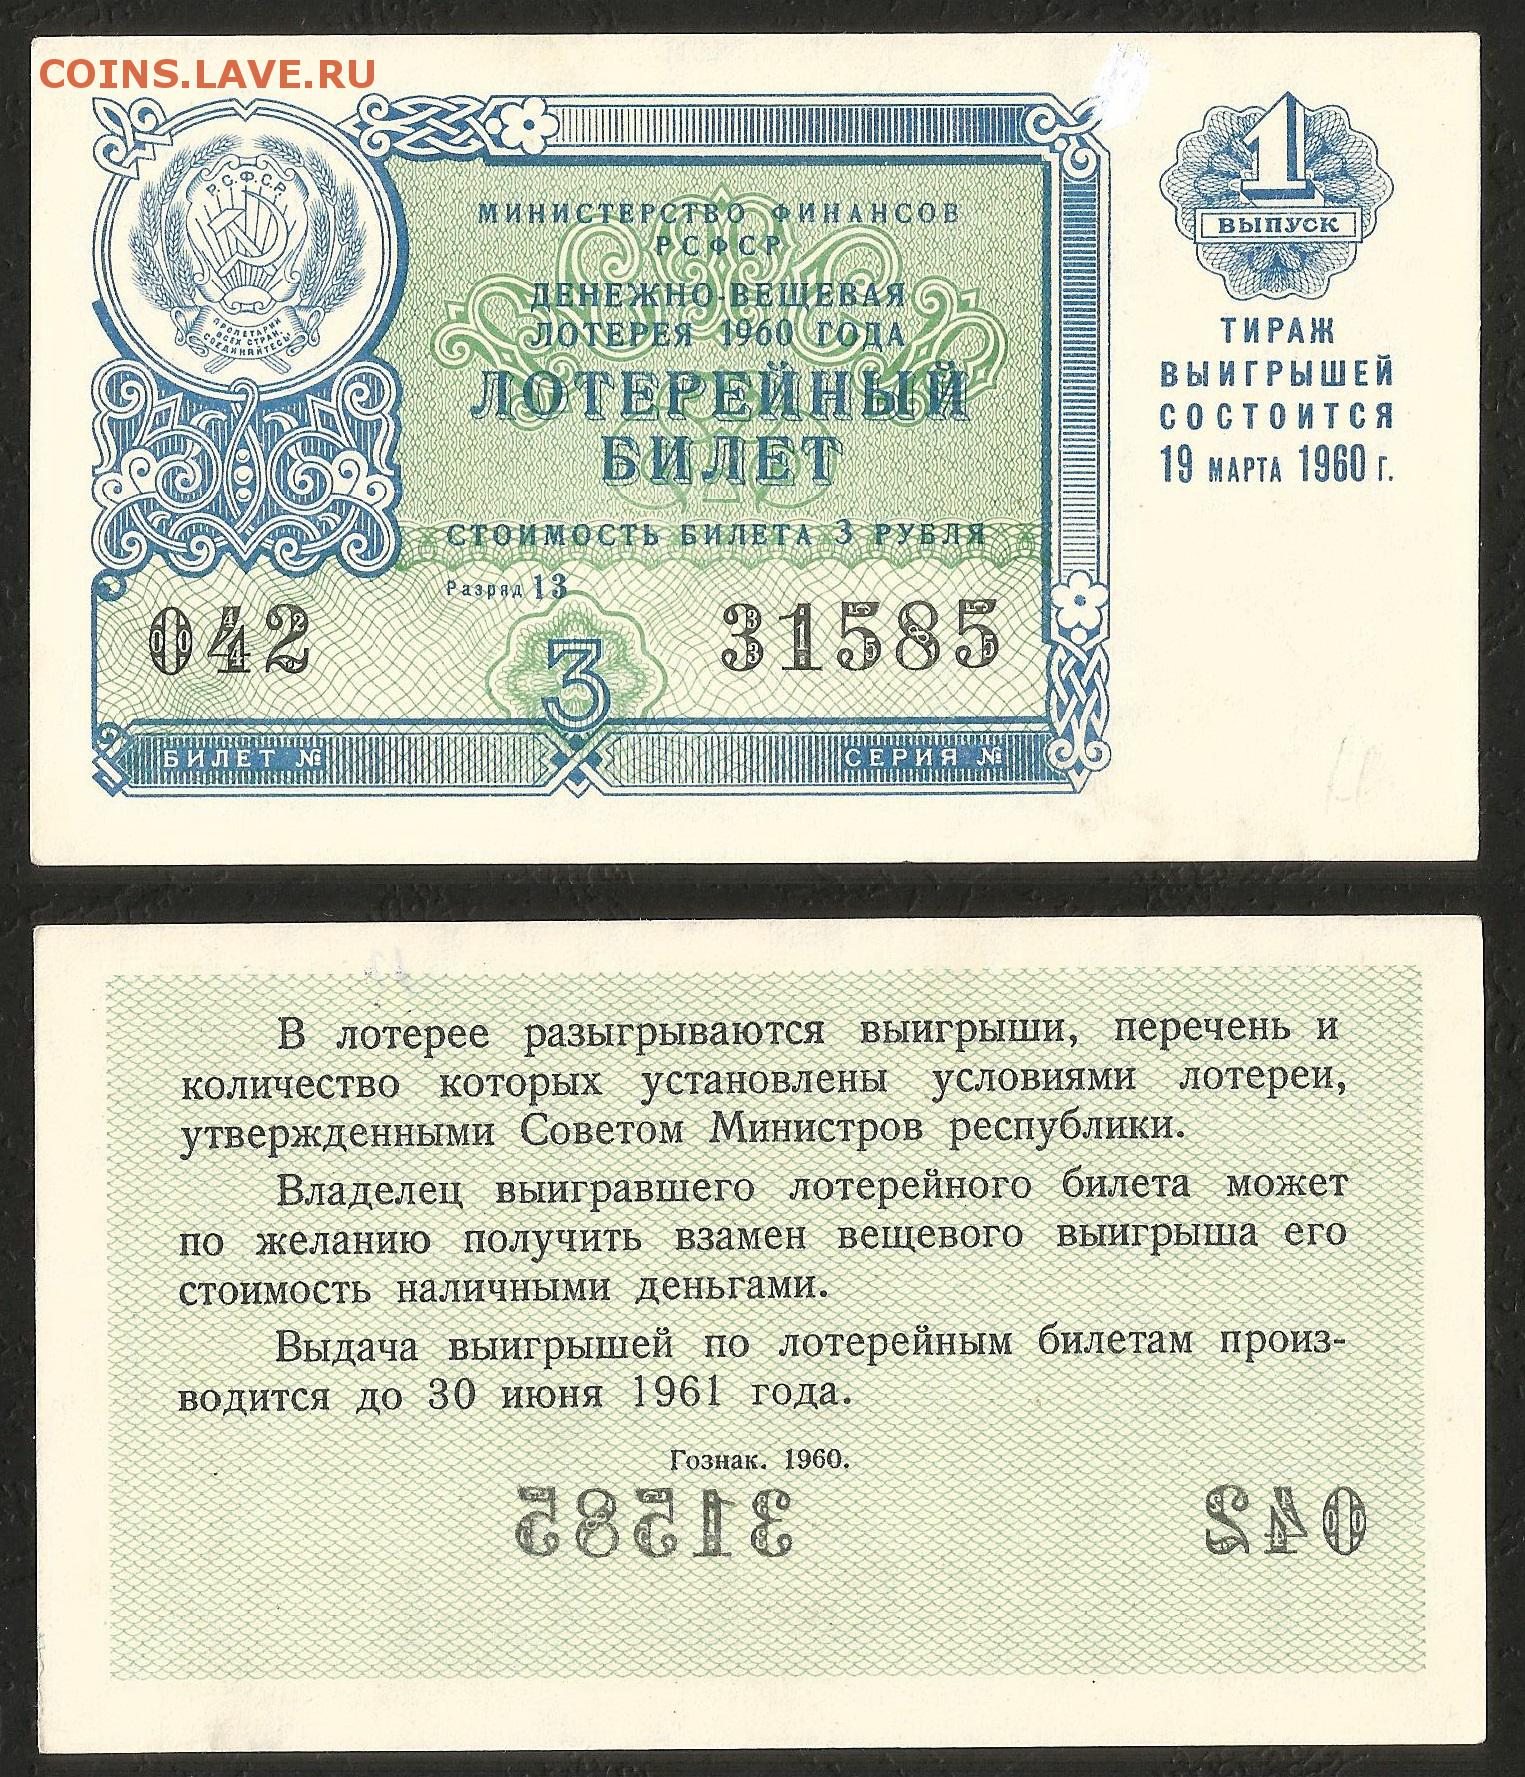 COINS.LAVE.RU
Р.С.Ф.С.Р.
ПРОЛЕТАРИИ
ВСЕХ СТРАН,
СОЕДИНЯЙТЕСЬ!
МИНИСТЕРСТВО ФИНАНСОВ
РСФСР
ДЕНЕЖНО-ВЕЩЕВАЯ
ЛОТЕРЕЯ 1960 ГОДА
ЛОТЕРЕЙНЫЙ
БИЛЕТ
СТОИМОСТЬ БИЛЕТА 3 РУБЛЯ
Разряд 13
042 31585
3
БИЛЕТ № СЕРИЯ №
1
ВЫПУСК
ТИРАЖ
ВЫИГРЫШЕЙ
СОСТОИТСЯ
19 МАРТА 1960 Г.
В лотерее разыгрываются выигрыши, перечень и
количество которых установлены условиями лотереи,
утвержденными Советом Министров республики.
Владелец выигравшего лотерейного билета может
по желанию получить взамен вещевого выигрыша его
стоимость наличными деньгами.
Выдача выигрышей по лотерейным билетам произ-
водится до 30 июня 1961 года.
Гознак. 1960.
31585 042